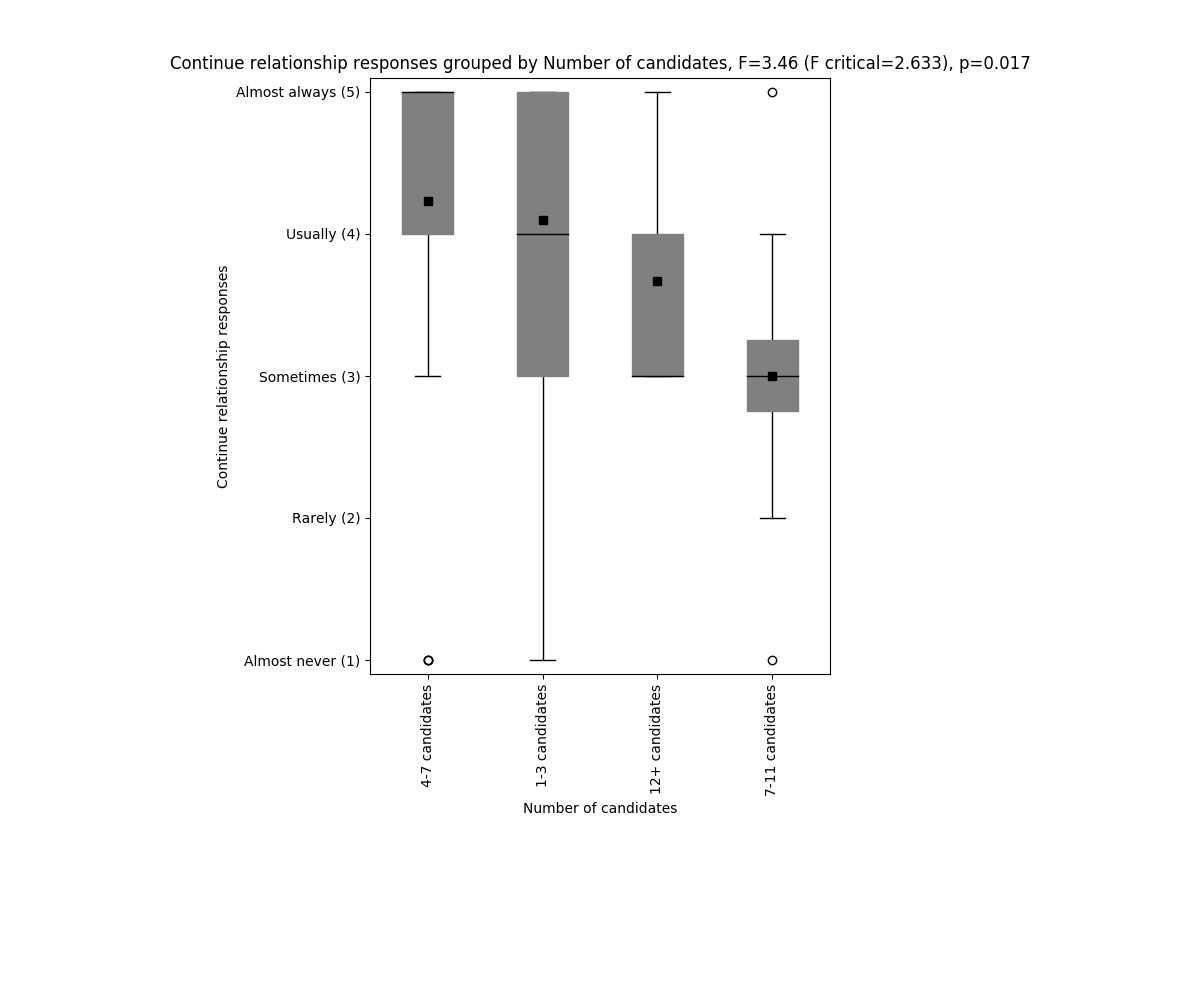 Continue relationship responses grouped by Number of candidates, F=3.46 (F critical=2.633), p=0.017
Almost always (5)
Usually (4)
Sometimes (3)
Rarely (2)
Almost never (1)
Continue relationship responses
4-7 candidates
1-3 candidates
12+ candidates
7-11 candidates
Number of candidates